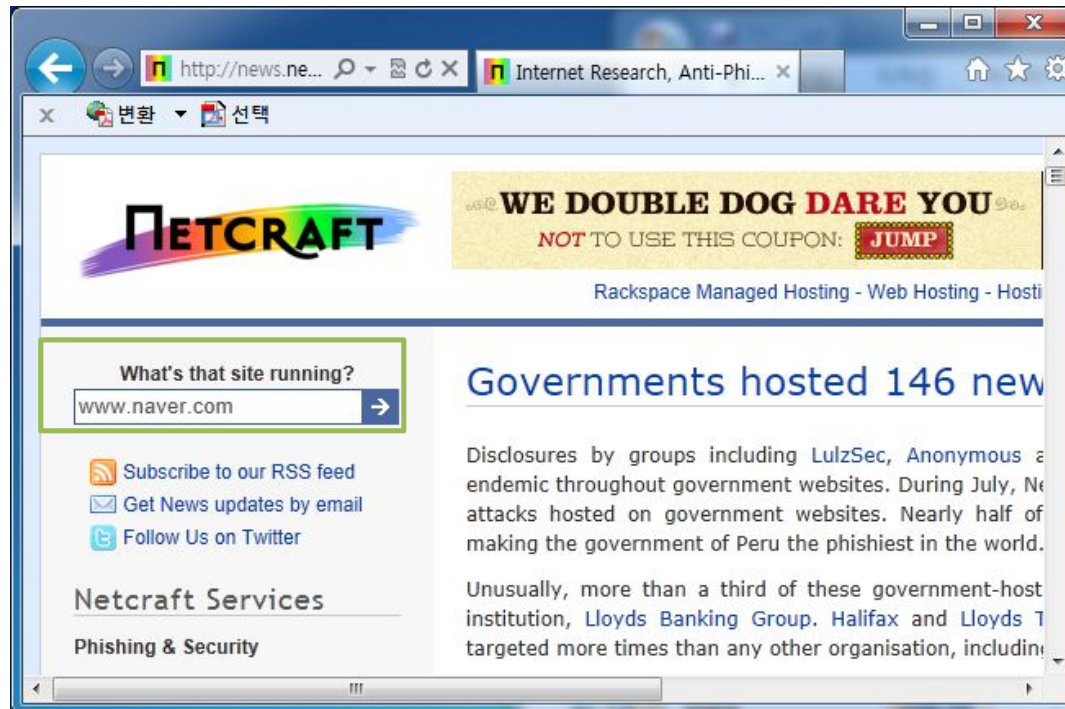 http://news.ne...
Internet Research, Anti-Phi...
변환 선택
NETCRAFT
WE DOUBLE DOG DARE YOU
NOT TO USE THIS COUPON: JUMP
Rackspace Managed Hosting - Web Hosting - Hosti
What's that site running?
www.naver.com
Subscribe to our RSS feed
Get News updates by email
Follow Us on Twitter
Netcraft Services
Phishing & Security
Governments hosted 146 new
Disclosures by groups including LulzSec, Anonymous
endemic throughout government websites. During July,
attacks hosted on government websites. Nearly half of
making the government of Peru the phishiest in the world.
Unusually, more than a third of these government-host
institution, Lloyds Banking Group. Halifax and Lloyds
targeted more times than any other organisation, including